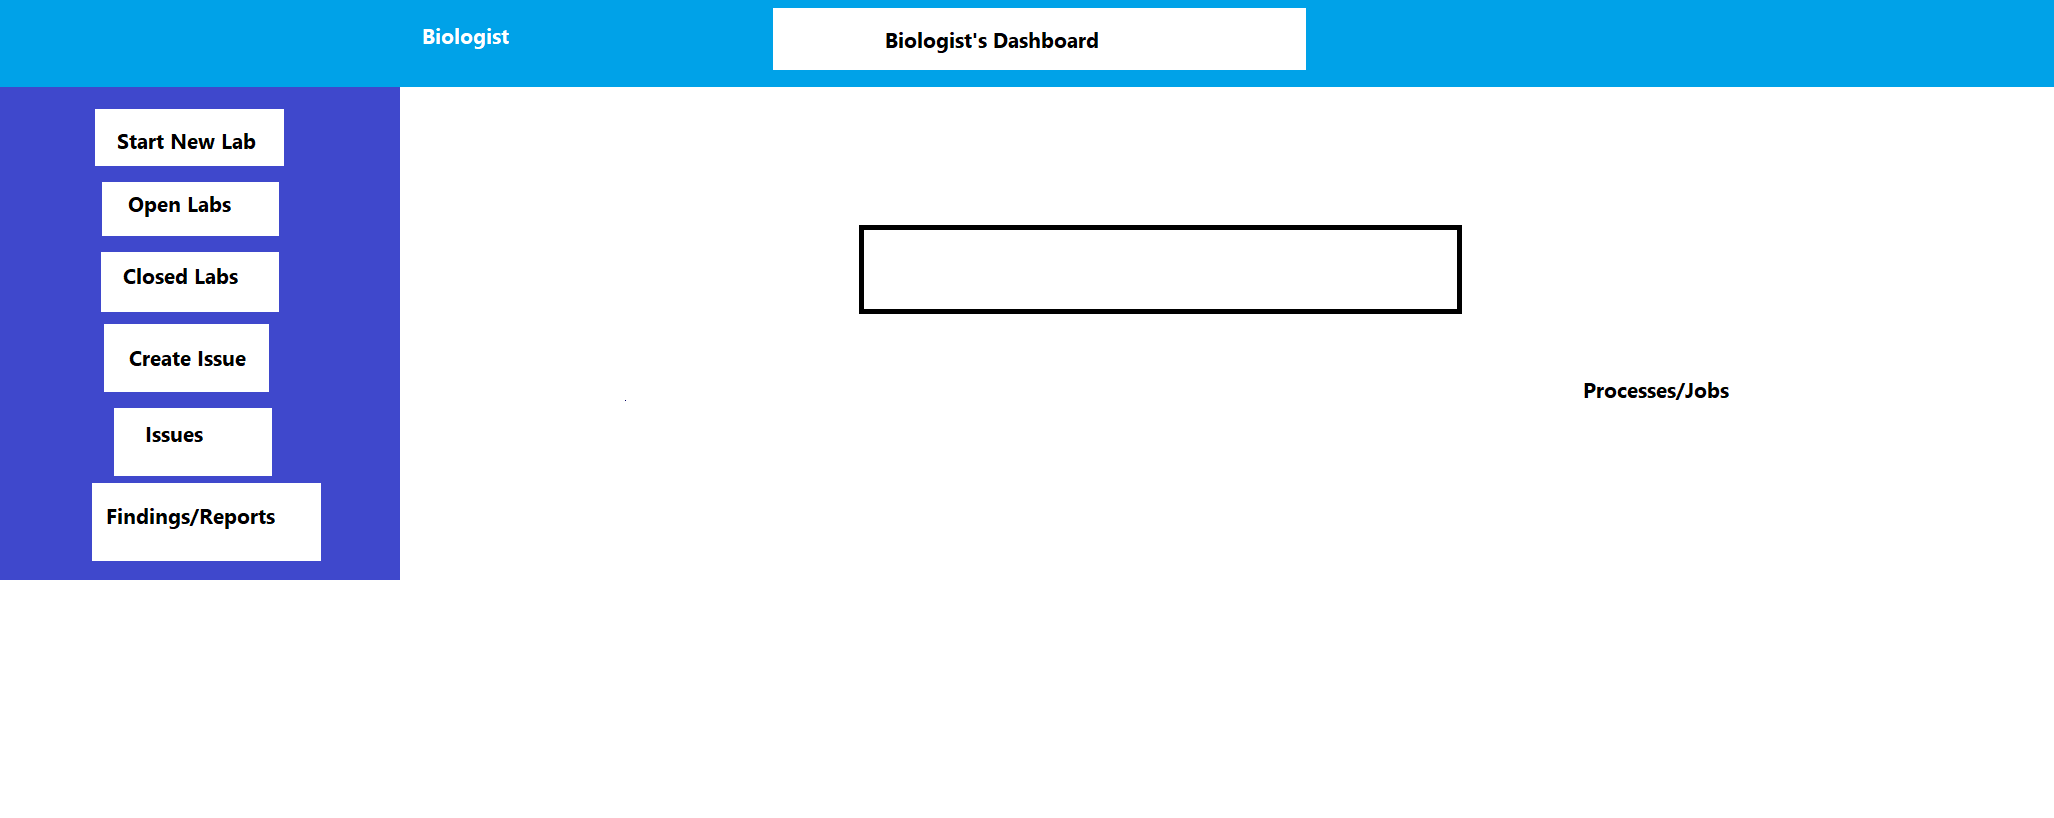 Biologist
Biologist's Dashboard
Start New Lab
Open Labs
Closed Labs
Create Issue
Issues
Findings/Reports
Processes/Jobs